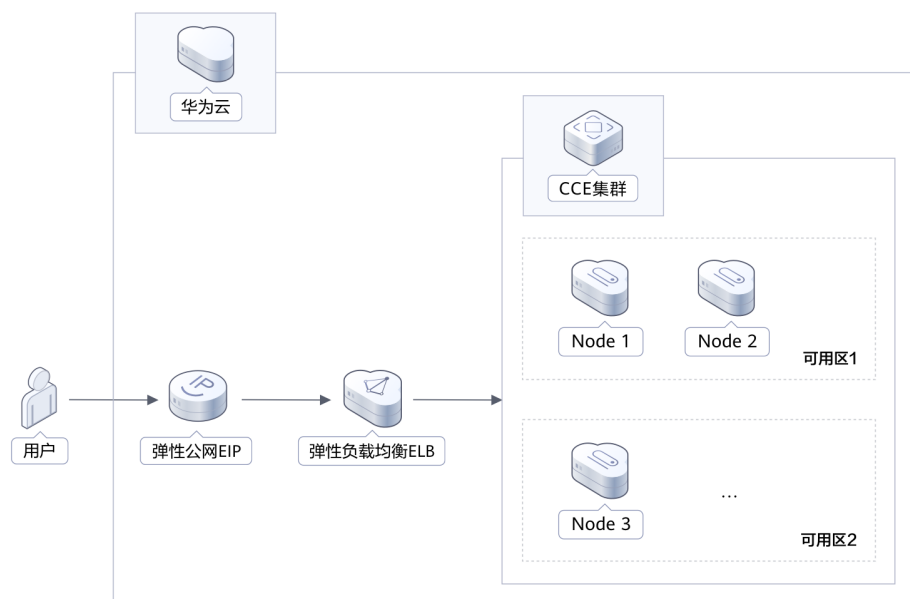 华为云
CCE集群
Node 1
Node 2
可用区1
用户
弹性公网EIP
弹性负载均衡ELB
Node 3
...
可用区2